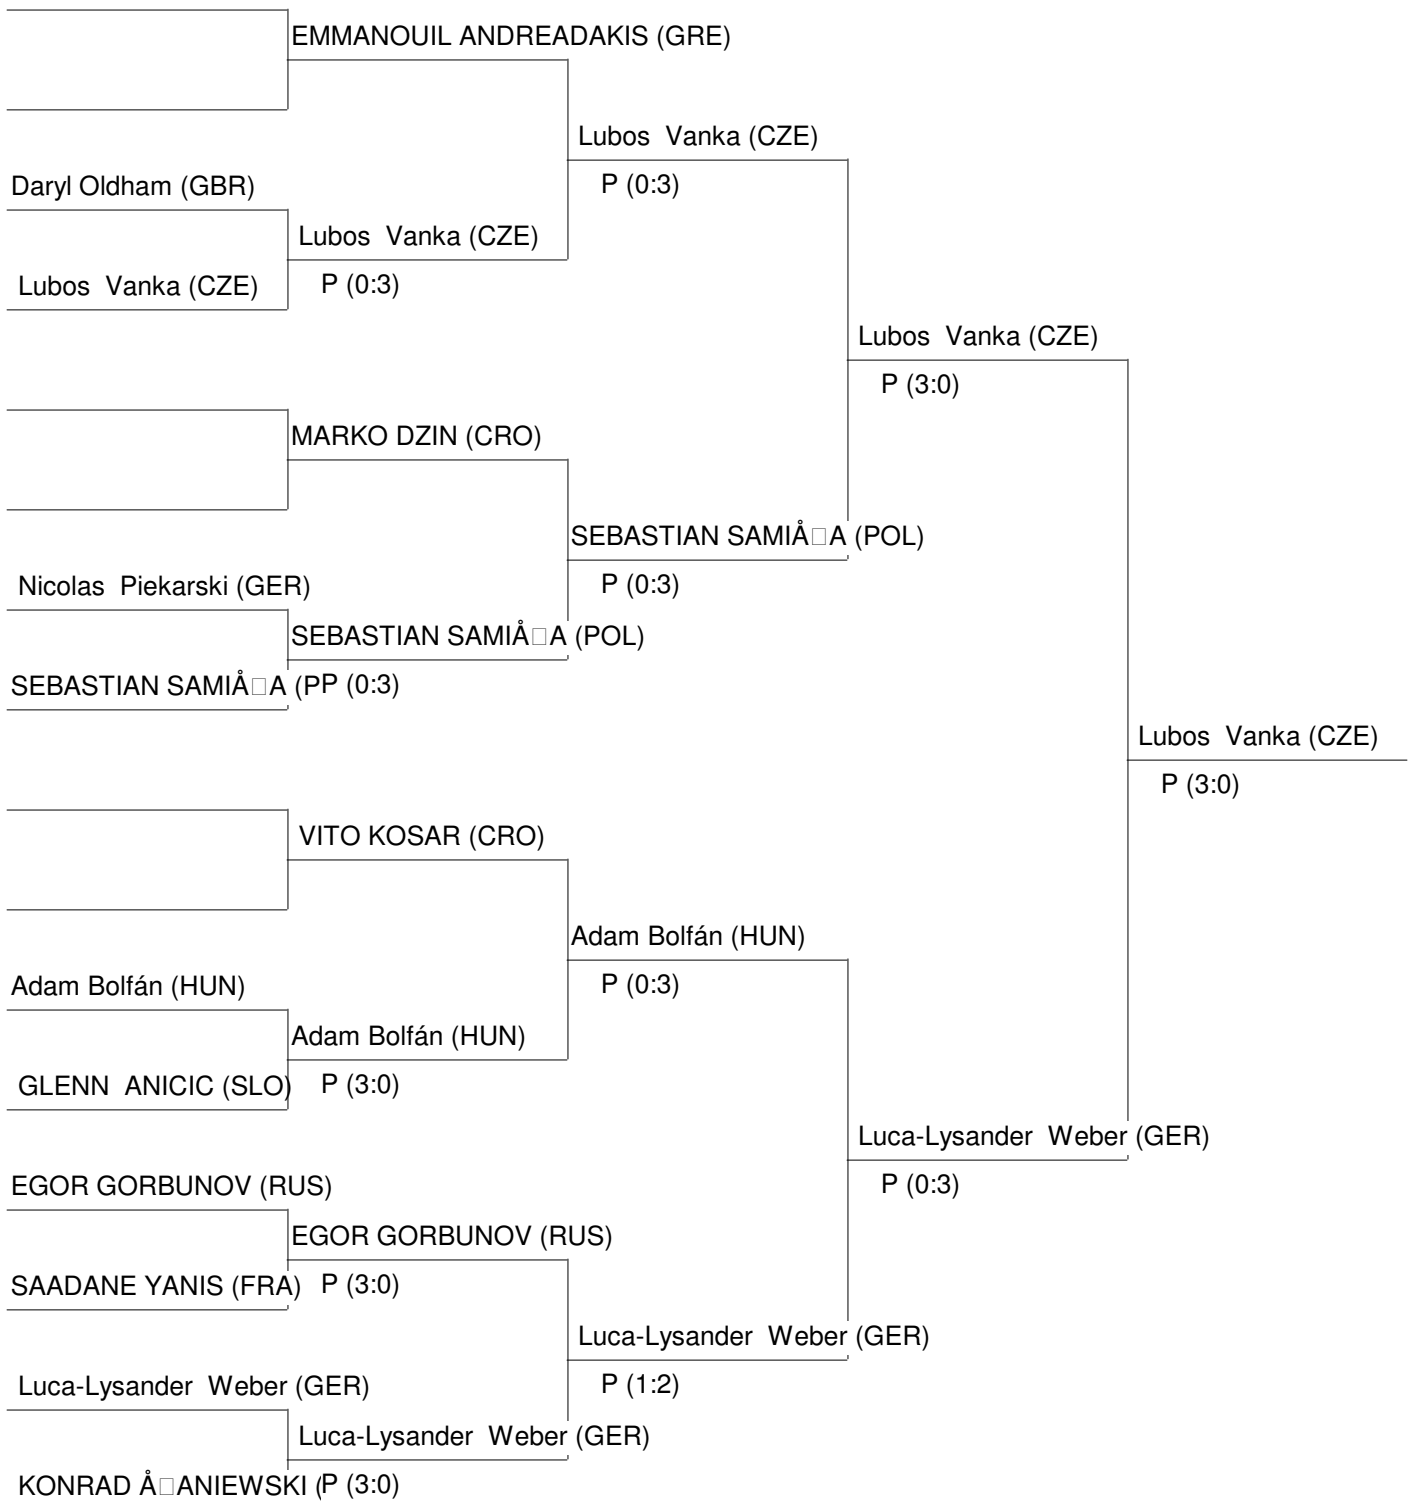 EMMANOUIL ANDREADAKIS (GRE)
Lubos  Vanka (CZE)
P (0:3)
Daryl Oldham (GBR)
Lubos  Vanka (CZE)
Lubos  Vanka (CZE)
P (0:3)
Lubos  Vanka (CZE)
P (3:0)
MARKO DZIN (CRO)
SEBASTIAN SAMIÅ□A (POL)
P (0:3)
Nicolas  Piekarski (GER)
SEBASTIAN SAMIÅ□A (POL)
SEBASTIAN SAMIÅ□A (P
P (0:3)
Lubos  Vanka (CZE)
P (3:0)
VITO KOSAR (CRO)
Adam Bolfán (HUN)
P (0:3)
Adam Bolfán (HUN)
Adam Bolfán (HUN)
GLENN  ANICIC (SLO)
P (3:0)
Luca-Lysander  Weber (GER)
P (0:3)
EGOR GORBUNOV (RUS)
EGOR GORBUNOV (RUS)
SAADANE YANIS (FRA)
P (3:0)
Luca-Lysander  Weber (GER)
P (1:2)
Luca-Lysander  Weber (GER)
Luca-Lysander  Weber (GER)
KONRAD Å□ANIEWSKI (
P (3:0)